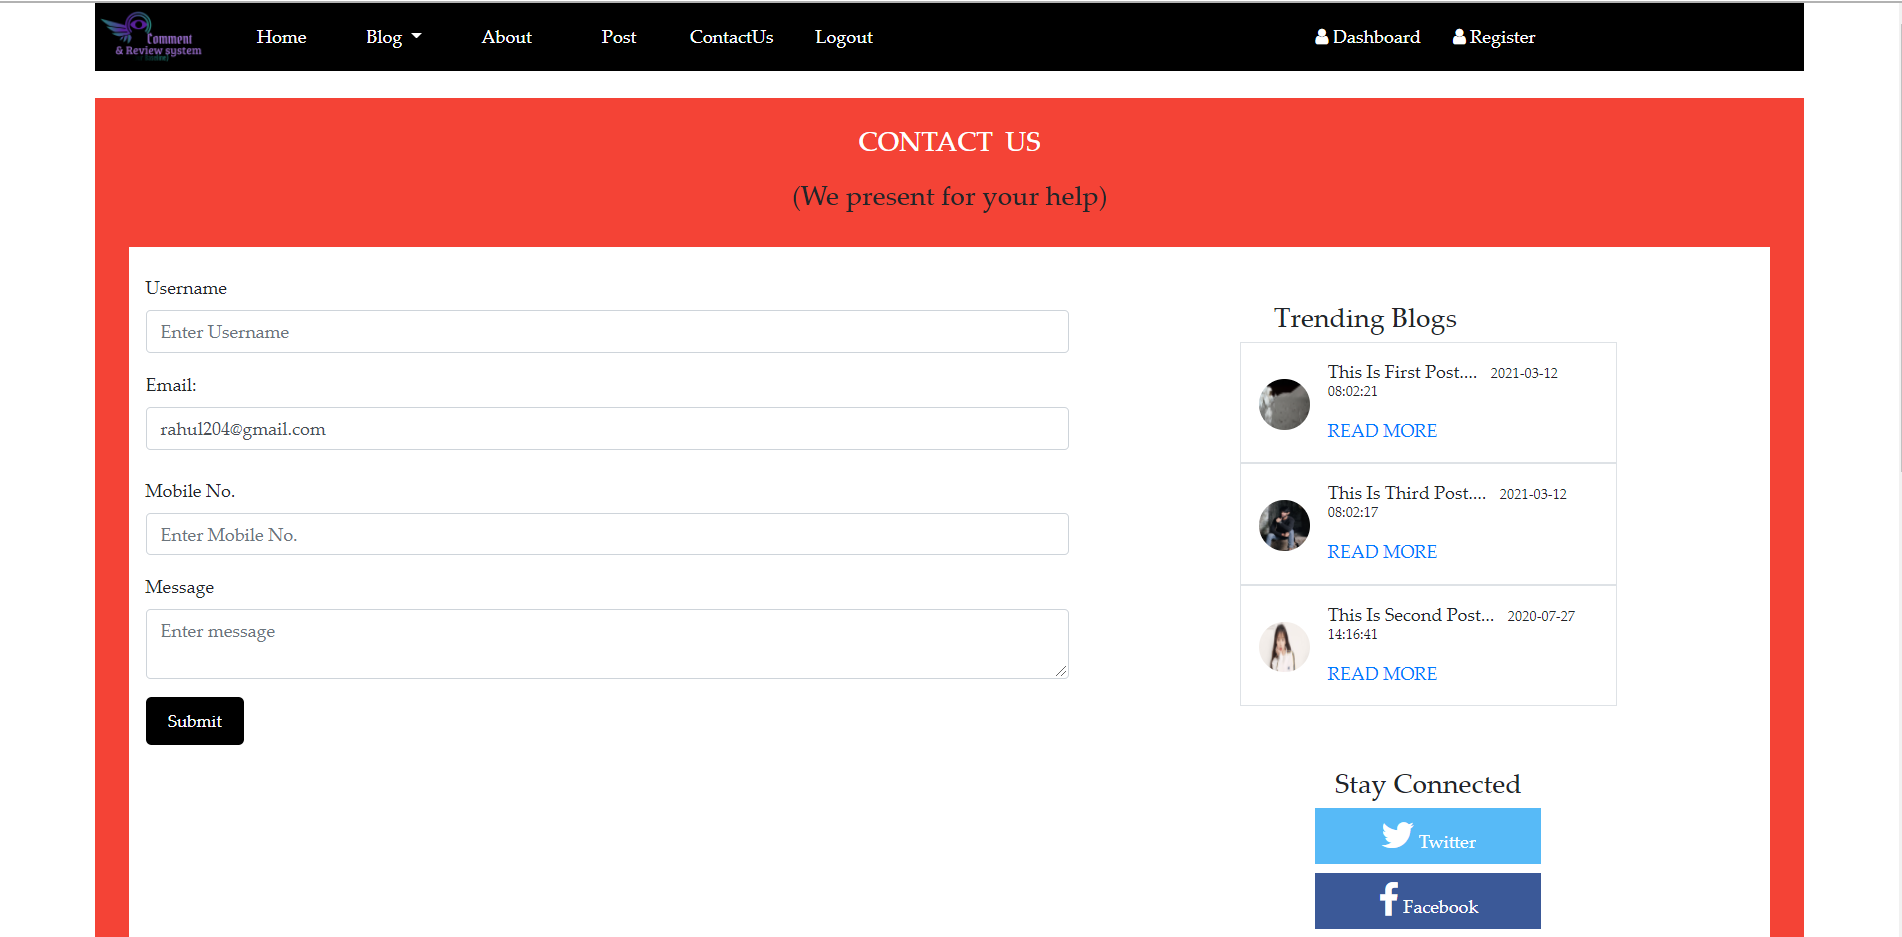 Comment
& Review system
Home Blog About Post ContactUs Logout Dashboard Register
CONTACT US
(We present for your help)
Username
Enter Username
Email:
rahul204@gmail.com
Mobile No.
Enter Mobile No.
Message
Enter message
Submit
Trending Blogs
This Is First Post.... 2021-03-12
08:02:21
READ MORE
This Is Third Post.... 2021-03-12
08:02:17
READ MORE
This Is Second Post... 2020-07-27
14:16:41
READ MORE
Stay Connected
Twitter
Facebook